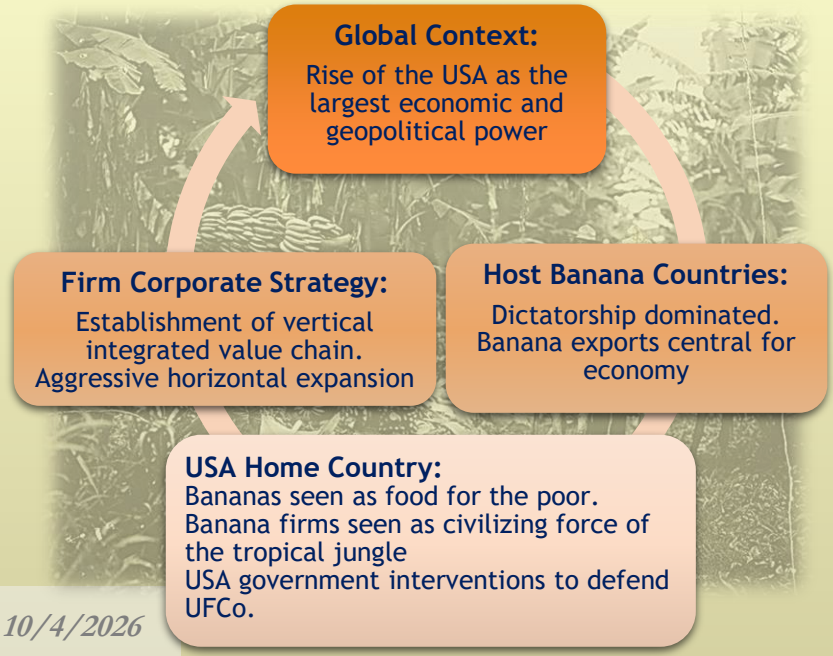 Global Context:
Rise of the USA as the
largest economic and
geopolitical power
Firm Corporate Strategy:
Establishment of vertical
integrated value chain.
Aggressive horizontal expansion
Host Banana Countries:
Dictatorship dominated.
Banana exports central for
economy
USA Home Country:
Bananas seen as food for the poor.
Banana firms seen as civilizing force of
the tropical jungle
USA government interventions to defend
UFCo.
10/4/2026